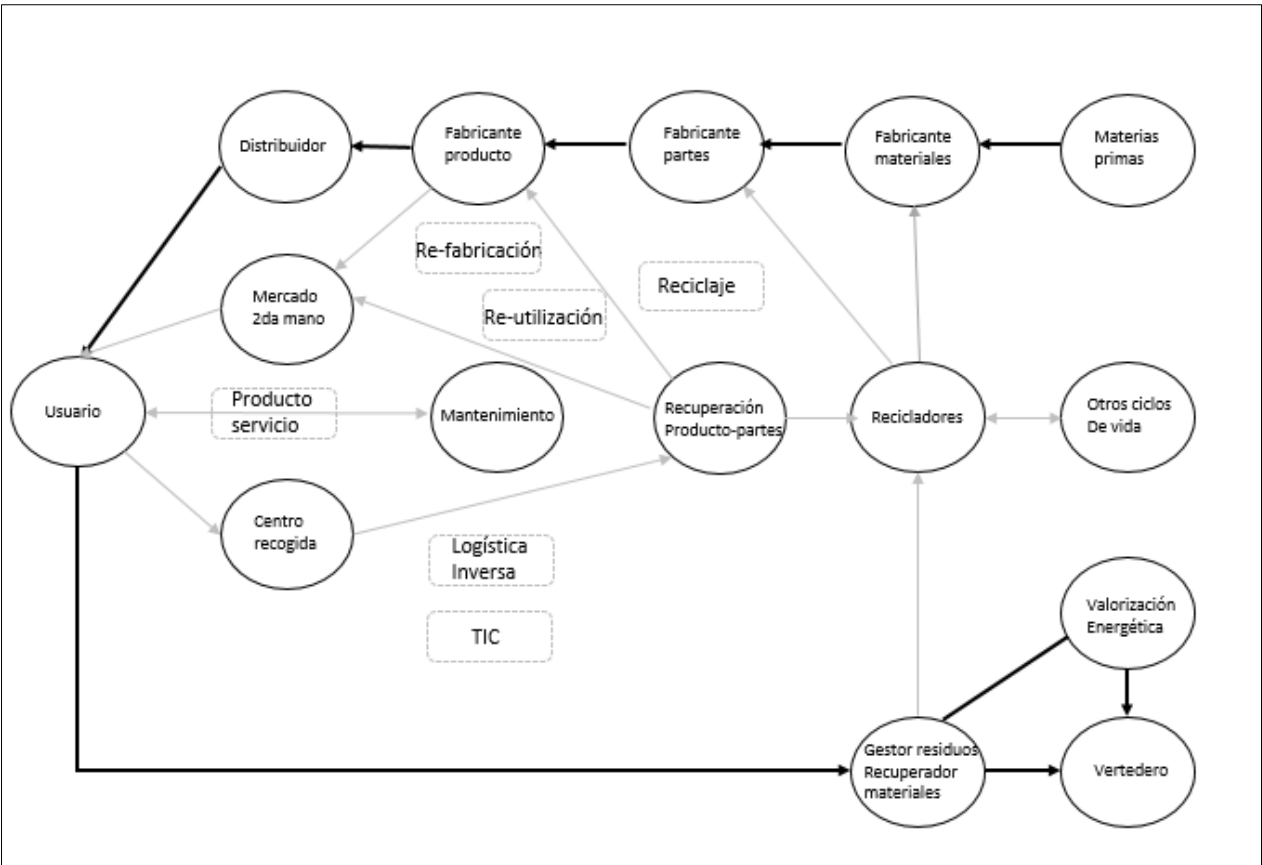 Distribuidor
Fabricante
producto
Fabricante
partes
Fabricante
materiales
Materias
primas
Re-fabricación
Reciclaje
Mercado
2da mano
Re-utilización
Usuario
Producto
servicio
Mantenimiento
Recuperación
Producto-partes
Recicladores
Otros ciclos
De vida
Centro
recogida
Logística
Inversa
TIC
Valorización
Energética
Gestor residuos
Recuperador
materiales
Vertedero